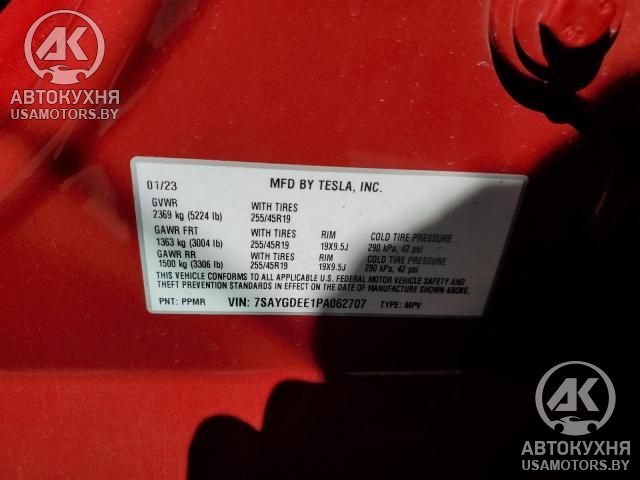 АК
АВТОКУХНЯ
USAMOTORS.BY
01/23 MFD BY TESLA, INC.
GVWR WITH TIRES
2369 kg (5224 lb) 255/45R19
GAWR FRT WITH TIRES RIM COLD TIRE PRESSURE
1363 kg (3004 lb) 255/45R19 19X9.5J 290 kPa, 42 psi
GAWR RR WITH TIRES RIM COLD TIRE PRESSURE
1500 kg (3306 lb) 255/45R19 19X9.5J 290 kPa, 42 psi
THIS VEHICLE CONFORMS TO ALL APPLICABLE U.S. FEDERAL MOTOR VEHICLE SAFETY AND
THEFT PREVENTION STANDARDS IN EFFECT ON THE DATE OF MANUFACTURE SHOWN ABOVE.
PNT: PPMR VIN: 7SAYGDEE1PA062707 TYPE: MPV
АК
АВТОКУХНЯ
USAMOTORS.BY